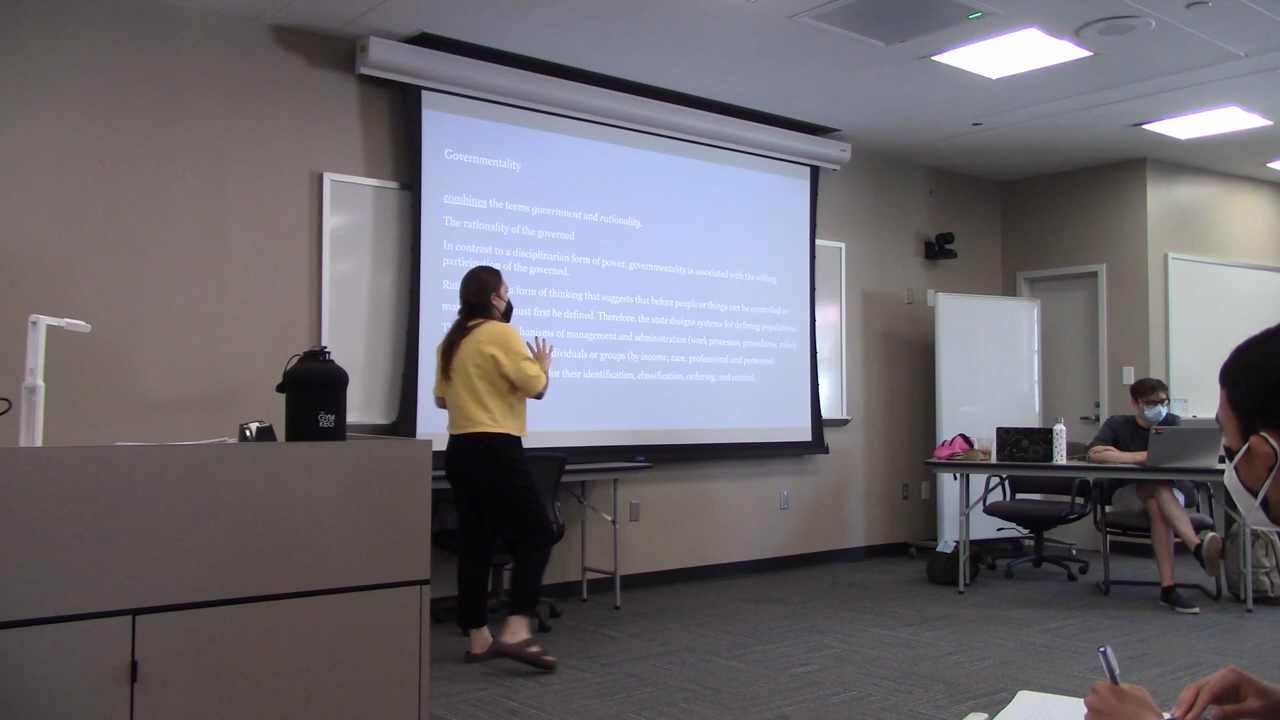 Governmentality
combines the terms government and rationality.
The rationality of the governed
In contrast to a disciplinarian form of power, governmentality is associated with the willing
participation of the governed.
a form of thinking that suggests that before people or things can be controlled or
must first be defined. Therefore, the state designs systems for defining populations
of management and administration (work processes, procedures, rules)
or groups (by income, race, professional and personnel
for their identification, classification, ordering, and control.
GYM
KEG